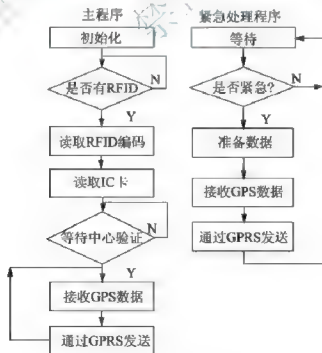 主程序
初始化
是否有RFID
N
Y
读取RFID编码
读取IC卡
等待中心验证
N
Y
接收GPS数据
通过GPRS发送
紧急处理程序
等待
是否紧急?
N
Y
准备数据
接收GPS数据
通过GPRS发送